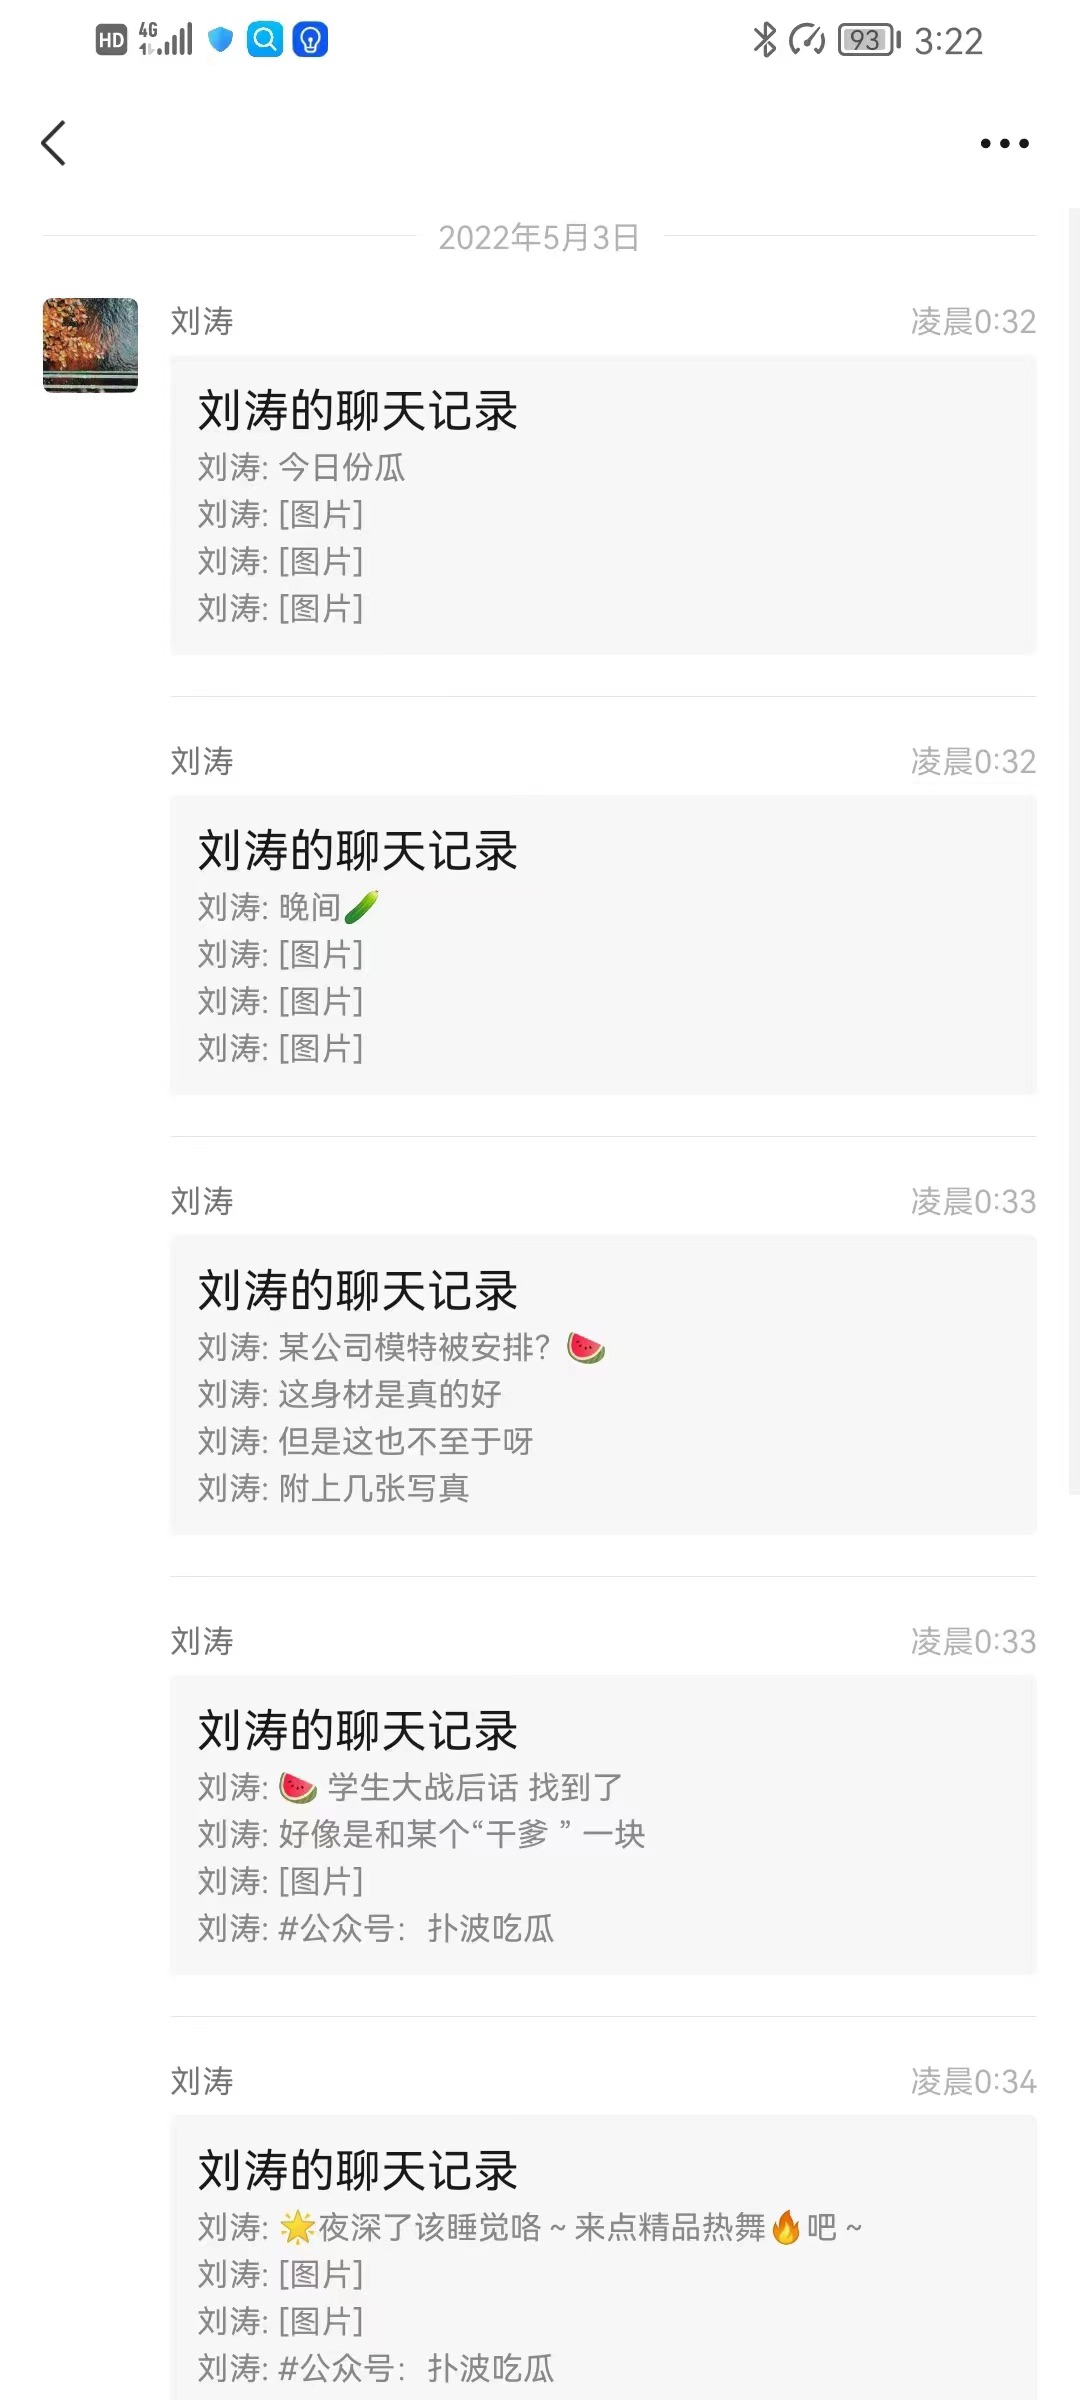 HD 4G 93 3:22
2022年5月3日
刘涛 凌晨0:32
刘涛的聊天记录
刘涛: 今日份瓜
刘涛: [图片]
刘涛: [图片]
刘涛: [图片]
刘涛 凌晨0:32
刘涛的聊天记录
刘涛: 晚间🥒
刘涛: [图片]
刘涛: [图片]
刘涛: [图片]
刘涛 凌晨0:33
刘涛的聊天记录
刘涛: 某公司模特被安排？🍉
刘涛: 这身材是真的好
刘涛: 但是这也不至于呀
刘涛: 附上几张写真
刘涛 凌晨0:33
刘涛的聊天记录
刘涛: 🍉 学生大战后话 找到了
刘涛: 好像是和某个“干爹 ” 一块
刘涛: [图片]
刘涛: #公众号：扑波吃瓜
刘涛 凌晨0:34
刘涛的聊天记录
刘涛: 🌟夜深了该睡觉咯～来点精品热舞🔥吧～
刘涛: [图片]
刘涛: [图片]
刘涛: #公众号：扑波吃瓜